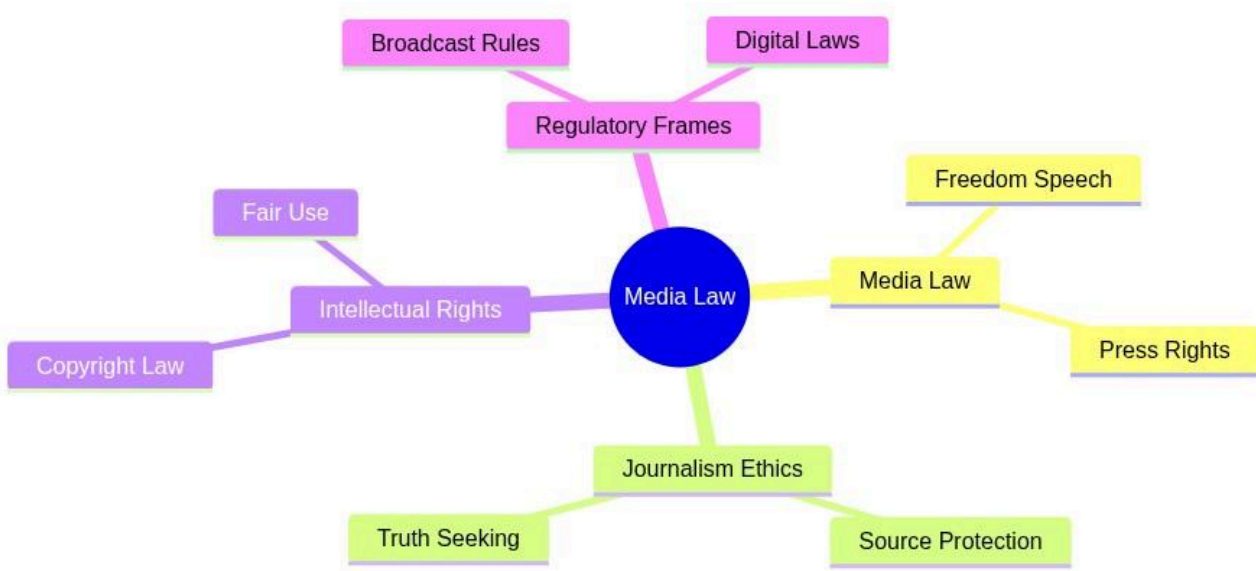 Broadcast Rules
Digital Laws
Regulatory Frames
Freedom Speech
Fair Use
Media Law
Media Law
Intellectual Rights
Press Rights
Copyright Law
Journalism Ethics
Truth Seeking
Source Protection